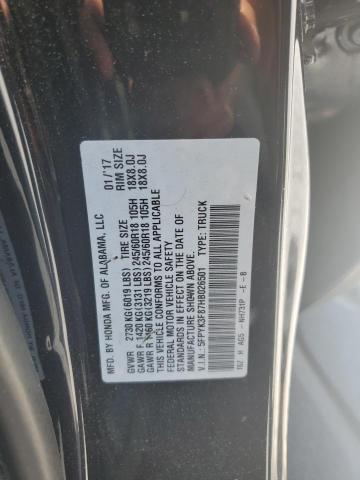 MFD. BY HONDA MFG. OF ALABAMA, LLC 01/'17
TIRE SIZE RIM SIZE
GVWR 2730 KG(6019 LBS)
GAWR F 1420 KG(3131 LBS) 245/60R18 105H 18X8.0J
GAWR R 1460 KG(3219 LBS) 245/60R18 105H 18X8.0J
THIS VEHICLE CONFORMS TO ALL APPLICABLE
FEDERAL MOTOR VEHICLE SAFETY
STANDARDS IN EFFECT ON THE DATE OF
MANUFACTURE SHOWN ABOVE.
V.I.N.: 5FPYK3F87HB026501 TYPE: TRUCK
NH731P -E -B